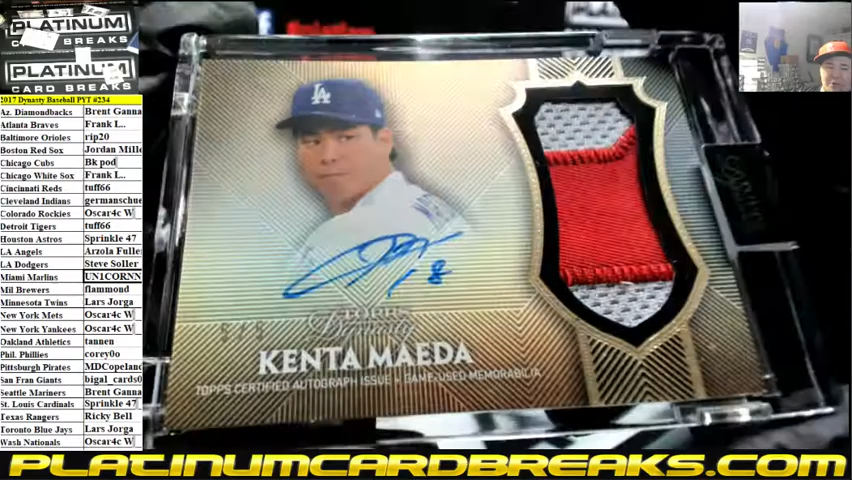 PLATINUM
CARD BREAKS
PLATINUM
CARD BREAKS
2017 Dynasty Baseball PYT #234
Az. Diamondbacks Brent Ganna
Atlanta Braves Frank L..
Baltimore Orioles rip20
Boston Red Sox Jordan Mille
Chicago Cubs Bk pod
Chicago White Sox Frank L..
Cincinnati Reds tuff66
Cleveland Indians germanschue
Colorado Rockies Oscar4c W
Detroit Tigers tuff66
Houston Astros Sprinkle 47
LA Angels Arzola Fuller
LA Dodgers Steve Soller
Miami Marlins UN1CORNN
Mil Brewers flammond
Minnesota Twins Lars Jorga
New York Mets Oscar4c W
New York Yankees Oscar4c W
Oakland Athletics tannen
Phil. Phillies corey0o
Pittsburgh Pirates MDCopelan
San Fran Giants bigal_cards0
Seattle Mariners Brent Ganna
St. Louis Cardinals Sprinkle 47
Texas Rangers Ricky Bell
Toronto Blue Jays Lars Jorga
Wash Nationals Oscar4c W
LA
18
5/5
TOPPS
Dynasty
KENTA MAEDA
TOPPS CERTIFIED AUTOGRAPH ISSUE • GAME-USED MEMORABILIA
PLATINUMCARDBREAKS.COM